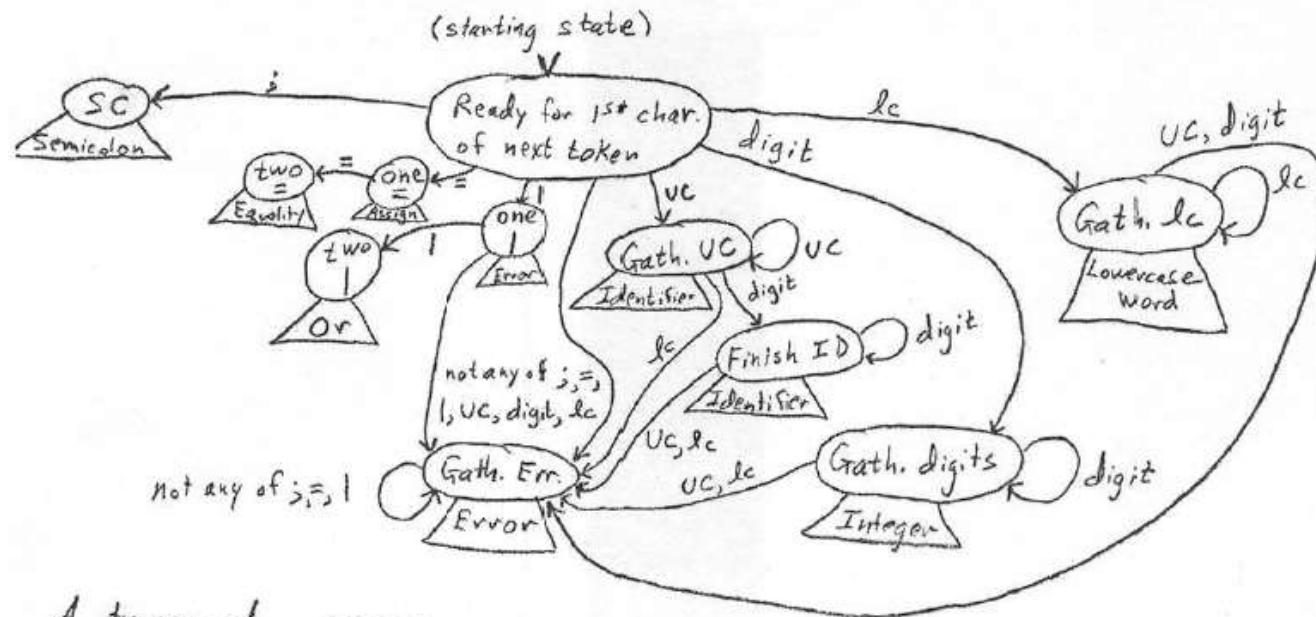 (starting state)
;
SC
Semicolon
Ready for 1st char.
of next token
lc
digit
UC, digit
lc
Gath. lc
Lowercase
Word
two
=
Equality
=
one
=
Assign
=
|
one
|
Error
|
two
|
Or
UC
Gath. UC
UC
Identifier
digit
lc
Finish ID
digit
Identifier
not any of ;,=,
|, UC, digit, lc
UC, lc
Gath. digits
digit
Integer
UC, lc
Gath. Err.
Error
not any of ;,=, |